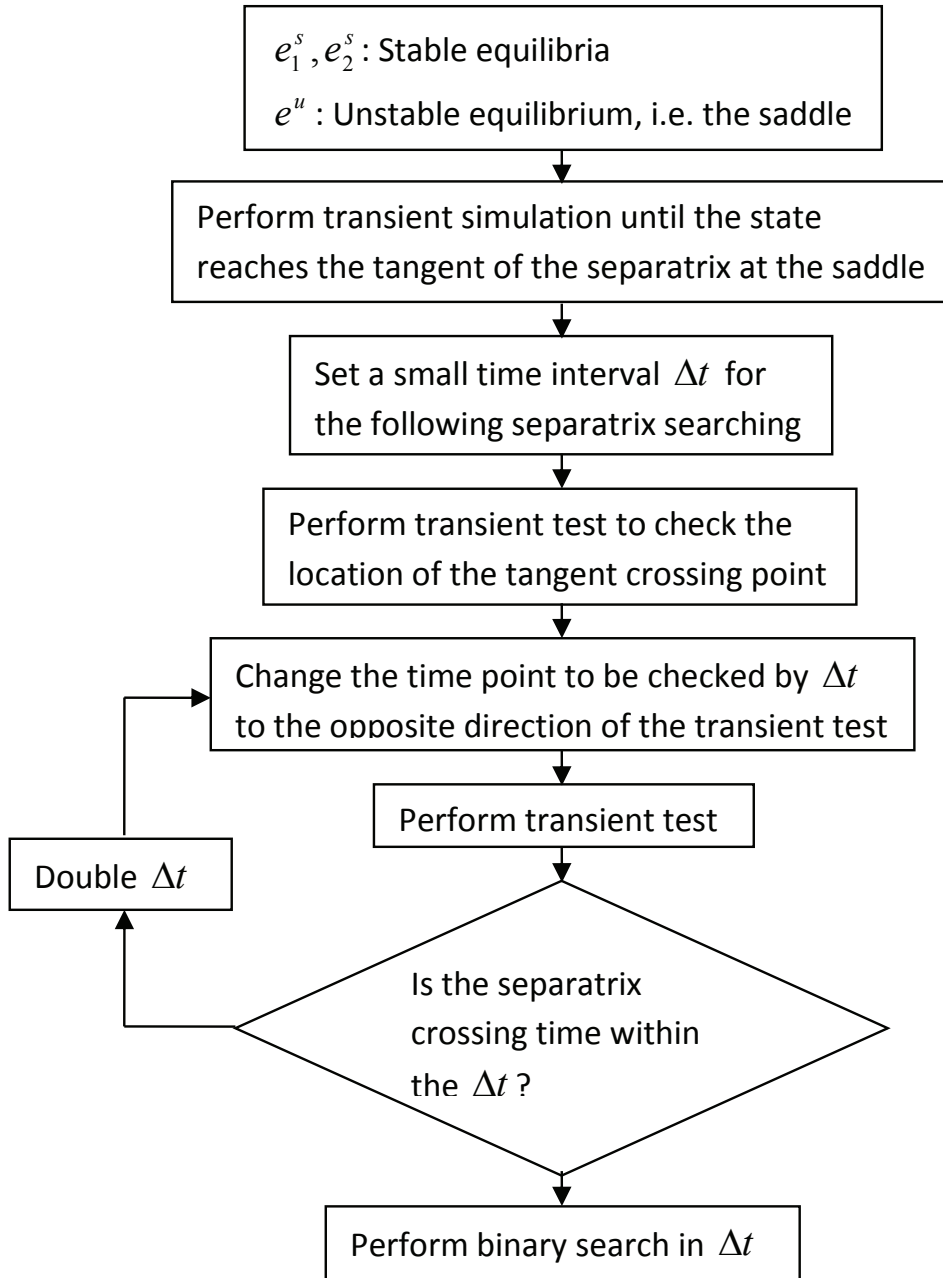 e₁ˢ, e₂ˢ : Stable equilibria
eᵘ : Unstable equilibrium, i.e. the saddle
Perform transient simulation until the state
reaches the tangent of the separatrix at the saddle
Set a small time interval Δt for
the following separatrix searching
Perform transient test to check the
location of the tangent crossing point
Change the time point to be checked by Δt
to the opposite direction of the transient test
Perform transient test
Double Δt
Is the separatrix
crossing time within
the Δt ?
Perform binary search in Δt